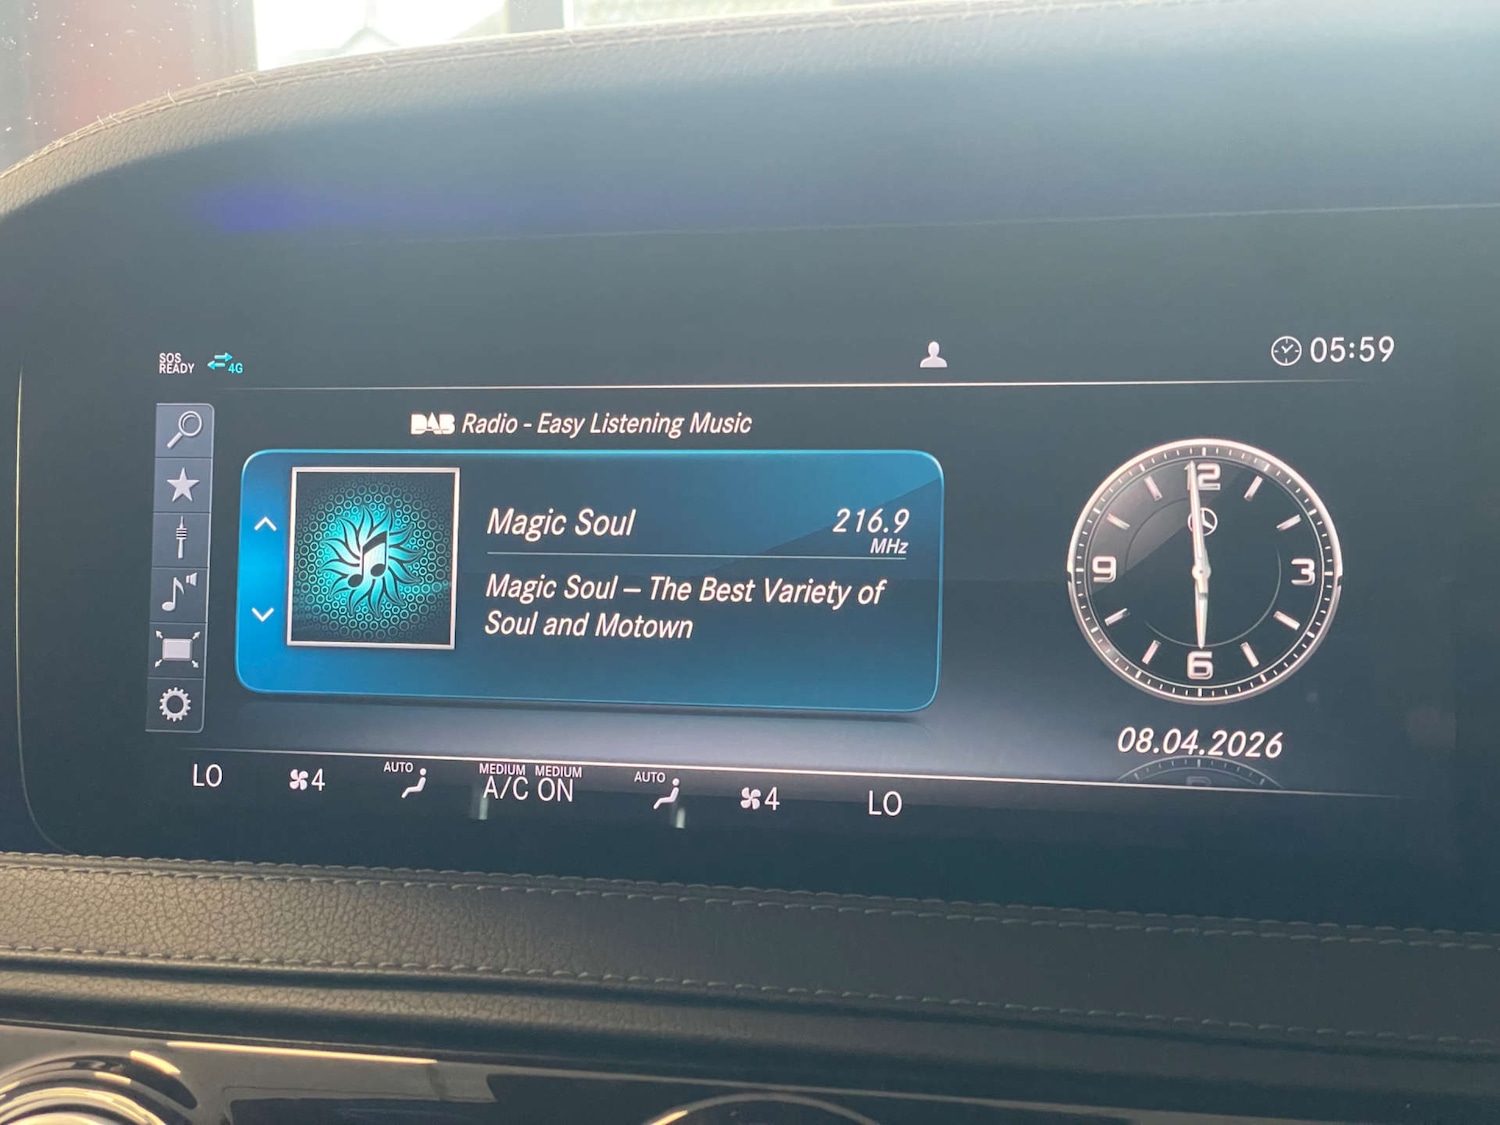 SOS
READY
4G
05:59
DAB Radio - Easy Listening Music
Magic Soul
216.9
MHz
Magic Soul – The Best Variety of
Soul and Motown
12
9
3
6
08.04.2026
LO
4
AUTO
MEDIUM MEDIUM
A/C ON
AUTO
4
LO